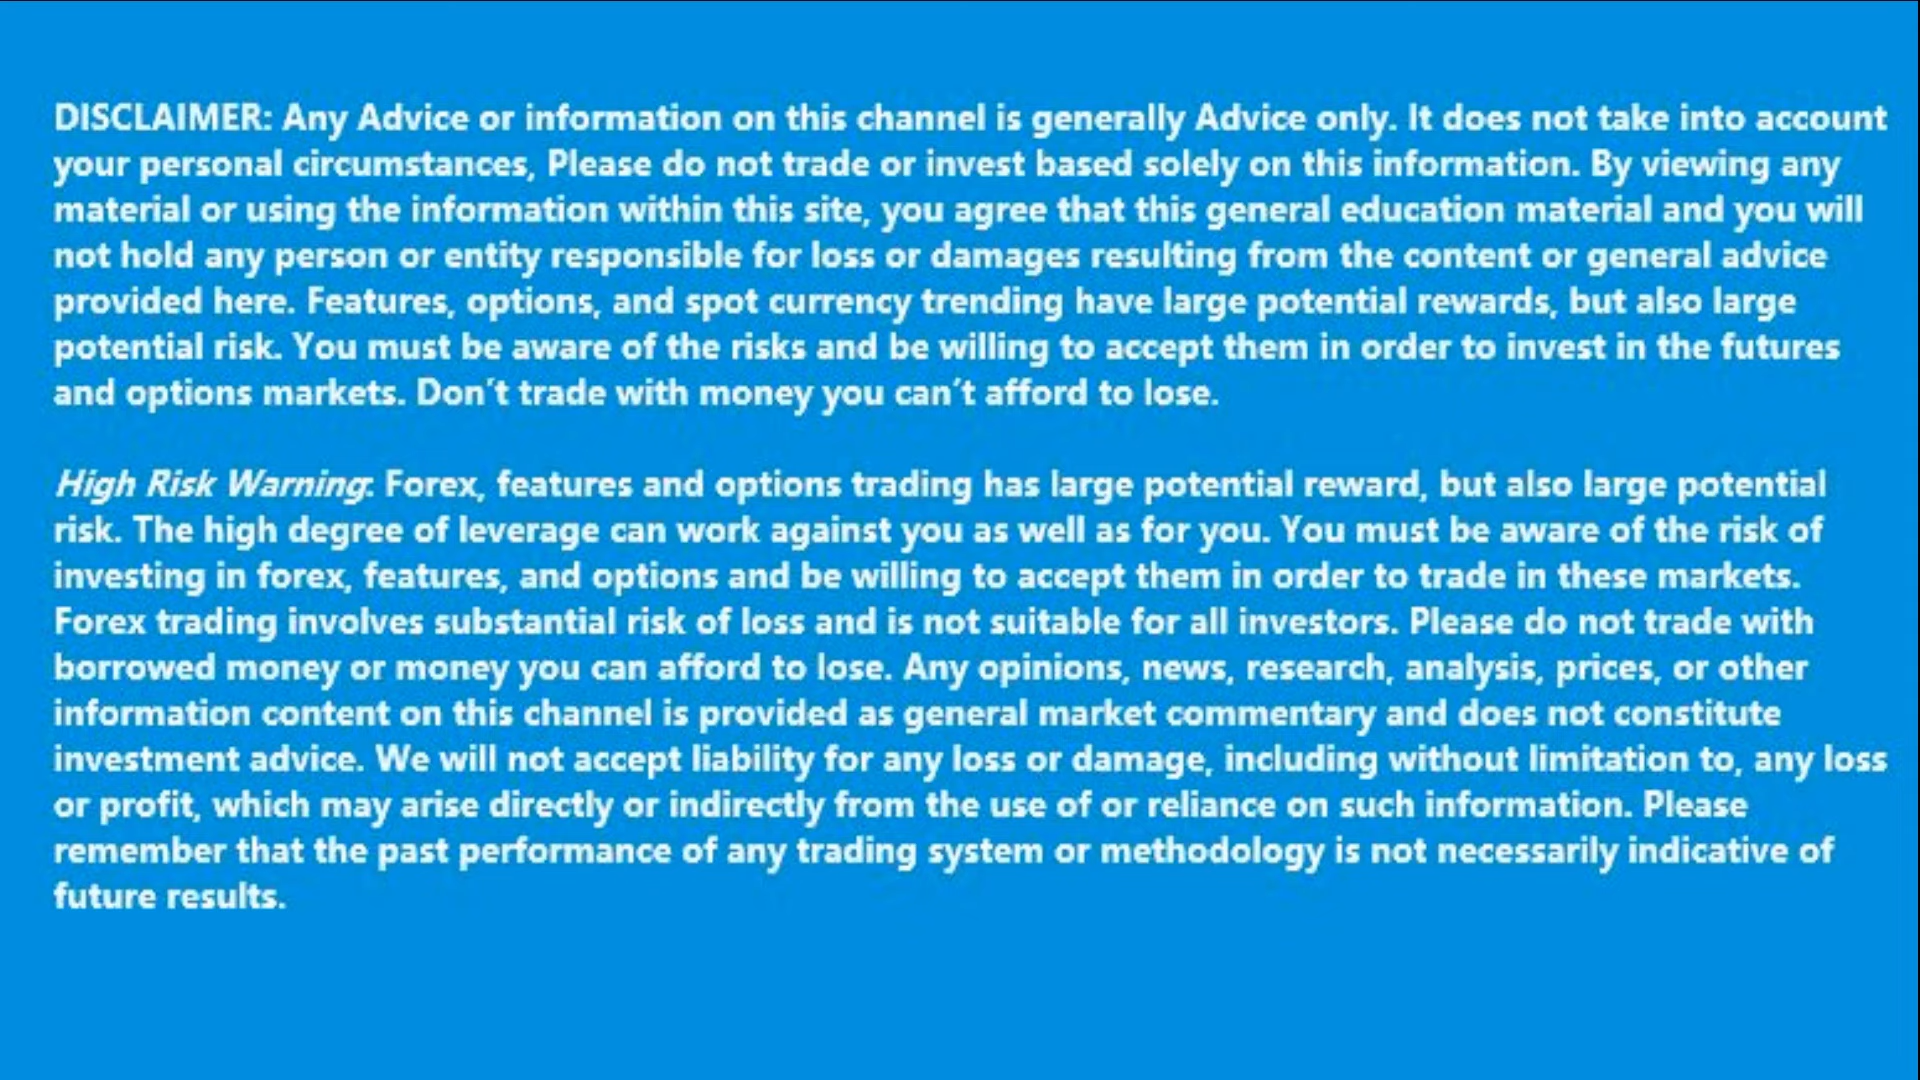 DISCLAIMER: Any Advice or information on this channel is generally Advice only. It does not take into account
your personal circumstances, Please do not trade or invest based solely on this information. By viewing any
material or using the information within this site, you agree that this general education material and you will
not hold any person or entity responsible for loss or damages resulting from the content or general advice
provided here. Features, options, and spot currency trending have large potential rewards, but also large
potential risk. You must be aware of the risks and be willing to accept them in order to invest in the futures
and options markets. Don't trade with money you can't afford to lose.
High Risk Warning: Forex, features and options trading has large potential reward, but also large potential
risk. The high degree of leverage can work against you as well as for you. You must be aware of the risk of
investing in forex, features, and options and be willing to accept them in order to trade in these markets.
Forex trading involves substantial risk of loss and is not suitable for all investors. Please do not trade with
borrowed money or money you can afford to lose. Any opinions, news, research, analysis, prices, or other
information content on this channel is provided as general market commentary and does not constitute
investment advice. We will not accept liability for any loss or damage, including without limitation to, any loss
or profit, which may arise directly or indirectly from the use of or reliance on such information. Please
remember that the past performance of any trading system or methodology is not necessarily indicative of
future results.